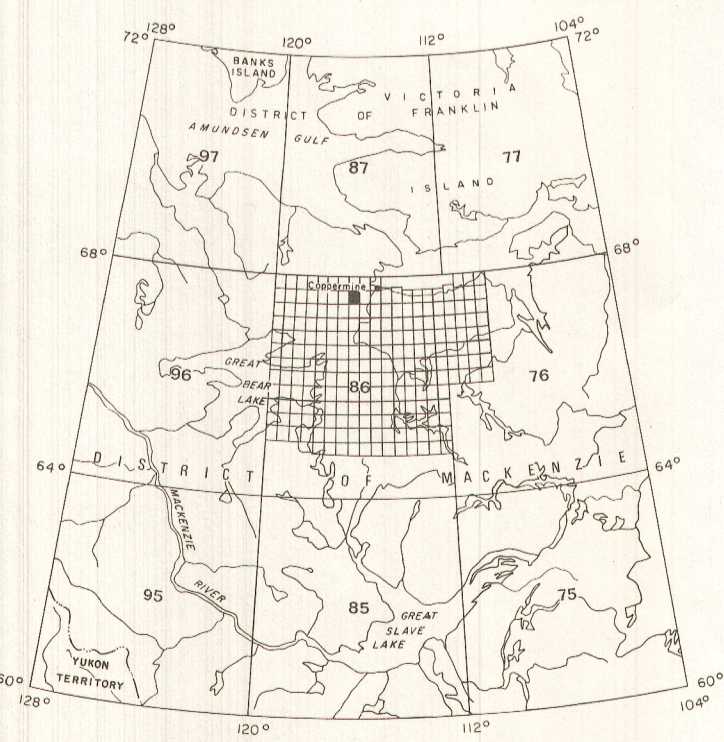 128°
104°
72°
120°
112°
72°
BANKS
ISLAND
VICTORIA
DISTRICT OF FRANKLIN
AMUNDSEN GULF
97
87
77
ISLAND
68°
68°
Coppermine
GREAT
96
86
76
BEAR
LAKE
DISTRICT OF MACKENZIE
64°
64°
MACKENZIE
RIVER
95
85
75
GREAT
SLAVE
LAKE
YUKON
TERRITORY
60°
60°
128°
104°
120°
112°